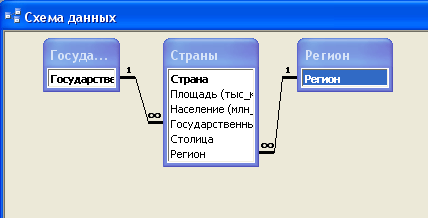 Схема данных
Госуда...
Государстве
1
∞
Страны
Страна
Площадь (тыс_к
Население (млн_
Государственны
Столица
Регион
∞
1
Регион
Регион